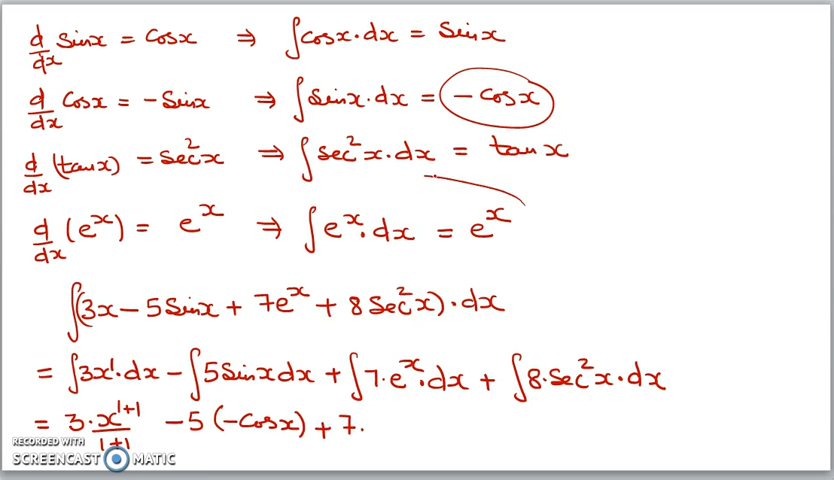 d/dx sinx = cosx ⇒ ∫cosx·dx = sinx
d/dx cosx = -sinx ⇒ ∫sinx·dx = -cosx
d/dx (tanx) = sec²x ⇒ ∫sec²x·dx = tanx
d/dx (e^x) = e^x ⇒ ∫e^x·dx = e^x
∫(3x - 5sinx + 7e^x + 8sec²x)·dx
= ∫3x¹·dx - ∫5sinxdx + ∫7·e^x·dx + ∫8·sec²x·dx
= 3·x^(1+1)/(1+1) - 5(-cosx) + 7·
RECORDED WITH
SCREENCAST MATIC